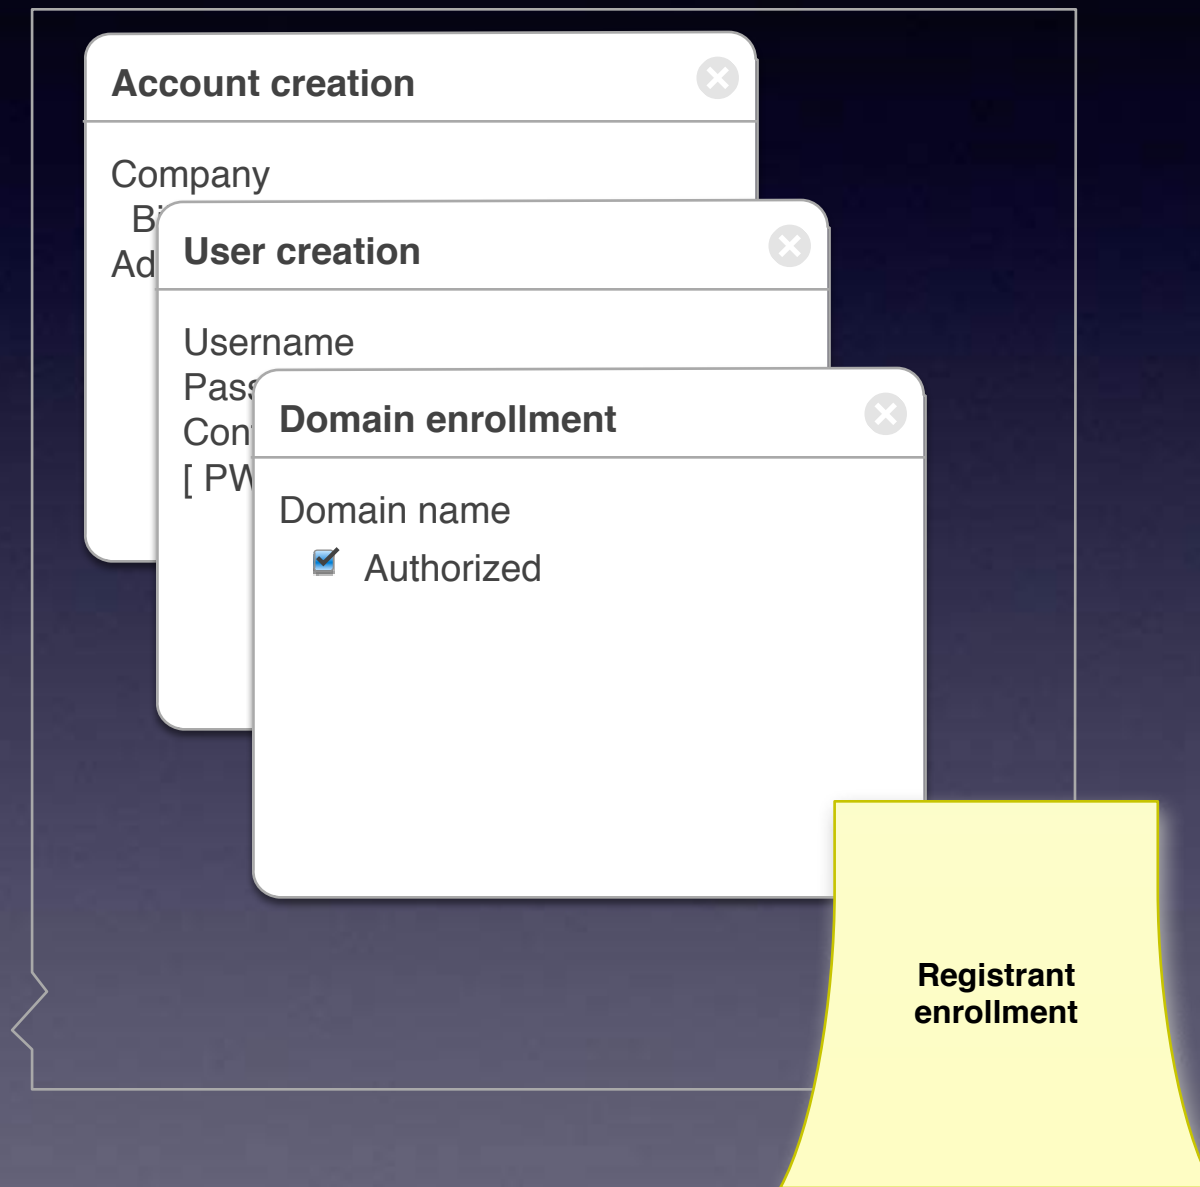 Account creation
Company
User creation
Username
Domain enrollment
Domain name
Authorized
Registrant
enrollment